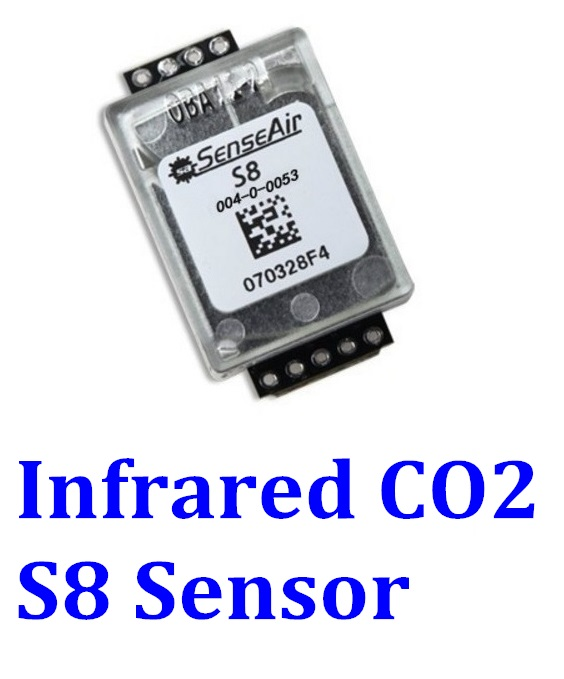 SenseAir
S8
004-0-0053
070328F4
Infrared CO2
S8 Sensor